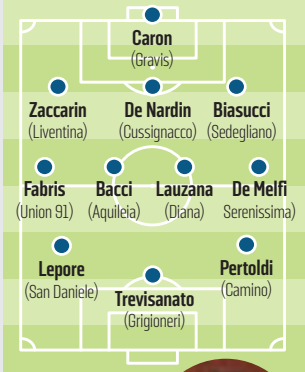 Caron
(Gravis)
Zaccarin De Nardin Biasucci
(Liventina) (Cussignacco) (Sedegliano)
Fabris Bacci Lauzana De Melfi
(Union 91) (Aquileia) (Diana) Serenissima)
Lepore Pertoldi
(San Daniele) (Camino)
Trevisanato
(Grigioneri)